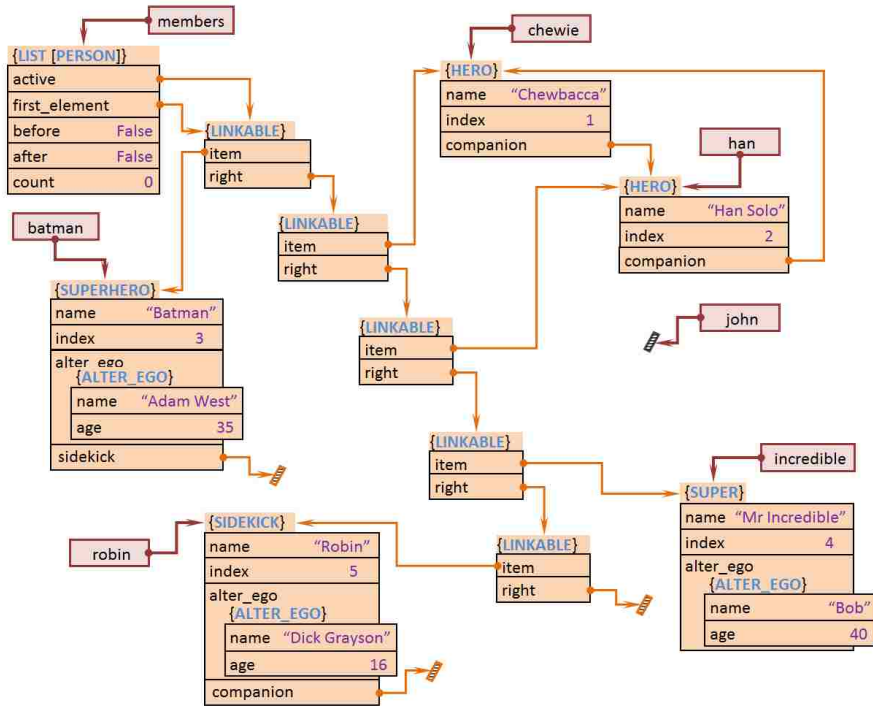 members
{LIST [PERSON]}
active
first_element
before False
after False
count 0
{LINKABLE}
item
right
chewie
{HERO}
name “Chewbacca”
index 1
companion
han
{HERO}
name “Han Solo”
index 2
companion
{LINKABLE}
item
right
batman
{SUPERHERO}
name “Batman”
index 3
alter_ego
{ALTER_EGO}
name “Adam West”
age 35
sidekick
john
{LINKABLE}
item
right
{LINKABLE}
item
right
incredible
{SUPER}
name “Mr Incredible”
index 4
alter_ego
{ALTER_EGO}
name “Bob”
age 40
robin
{SIDEKICK}
name “Robin”
index 5
alter_ego
{ALTER_EGO}
name “Dick Grayson”
age 16
companion
{LINKABLE}
item
right